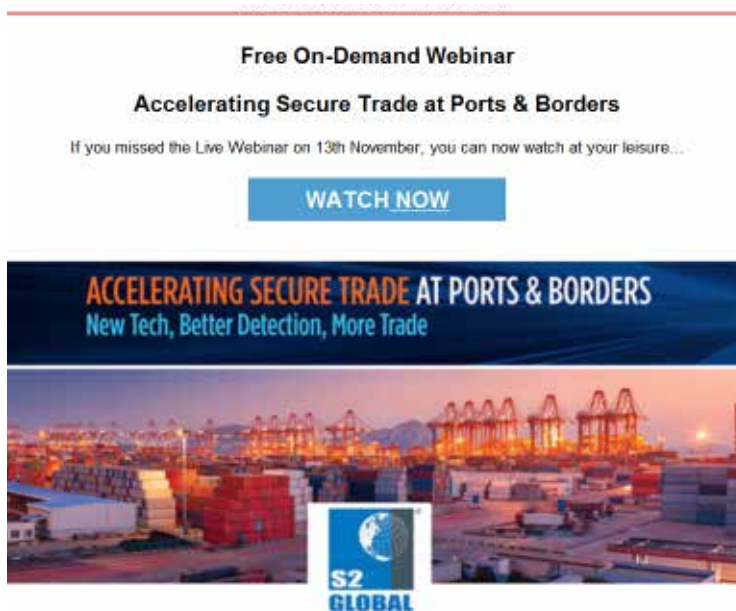 Free On-Demand Webinar
Accelerating Secure Trade at Ports & Borders
If you missed the Live Webinar on 13th November, you can now watch at your leisure...
WATCH NOW
ACCELERATING SECURE TRADE AT PORTS & BORDERS
New Tech, Better Detection, More Trade
S2
GLOBAL